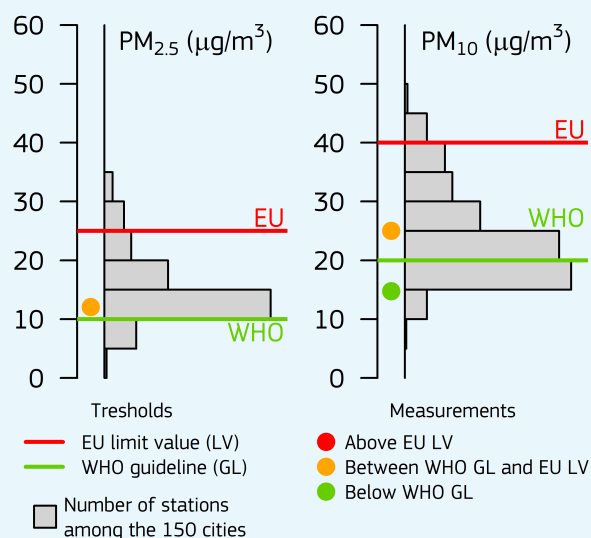 PM2.5 (μg/m3)
60
50
40
30
20
10
0
EU
WHO
PM10 (μg/m3)
60
50
40
30
20
10
0
EU
WHO
Tresholds
EU limit value (LV)
WHO guideline (GL)
Number of stations
among the 150 cities
Measurements
Above EU LV
Between WHO GL and EU LV
Below WHO GL